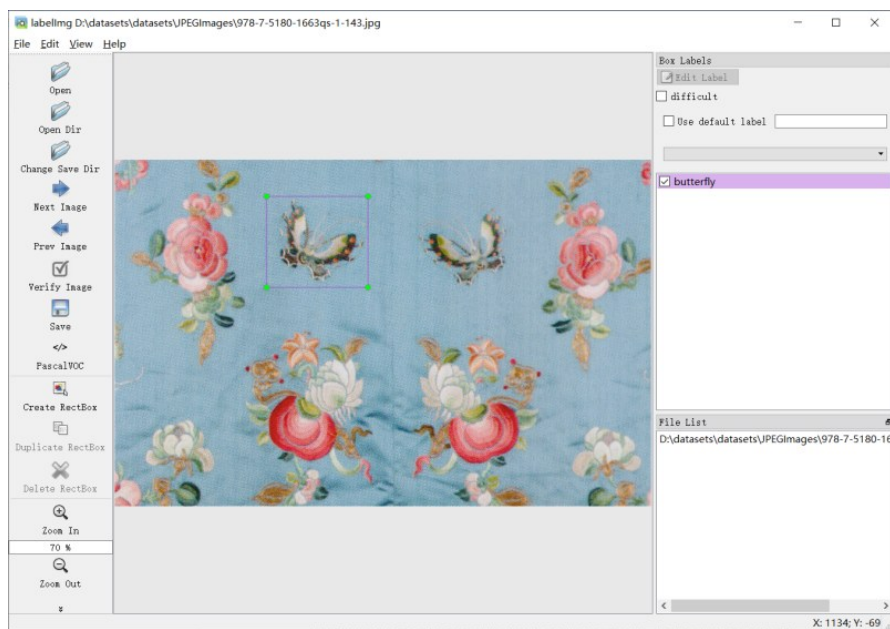 labelImg D:\datasets\datasets\JPEGImages\978-7-5180-1663qs-1-143.jpg
File Edit View Help
Open
Open Dir
Change Save Dir
Next Image
Prev Image
Verify Image
Save
</>
PascalVOC
Create RectBox
Duplicate RectBox
Delete RectBox
Zoom In
70 %
Zoom Out
Box Labels
Edit Label
difficult
Use default label
butterfly
File List
D:\datasets\datasets\JPEGImages\978-7-5180-16
X: 1134; Y: -69